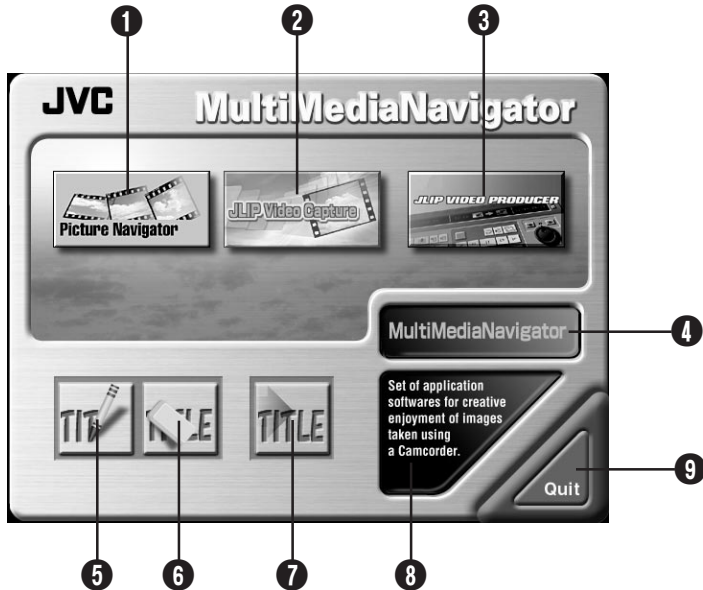 1 2 3
JVC MultiMediaNavigator
Picture Navigator
JLIP Video Capture
JLIP VIDEO PRODUCER
MultiMediaNavigator 4
Set of application
softwares for creative
enjoyment of images
taken using
a Camcorder.
TITLE
TITLE
TITLE
Quit
9
5 6 7 8